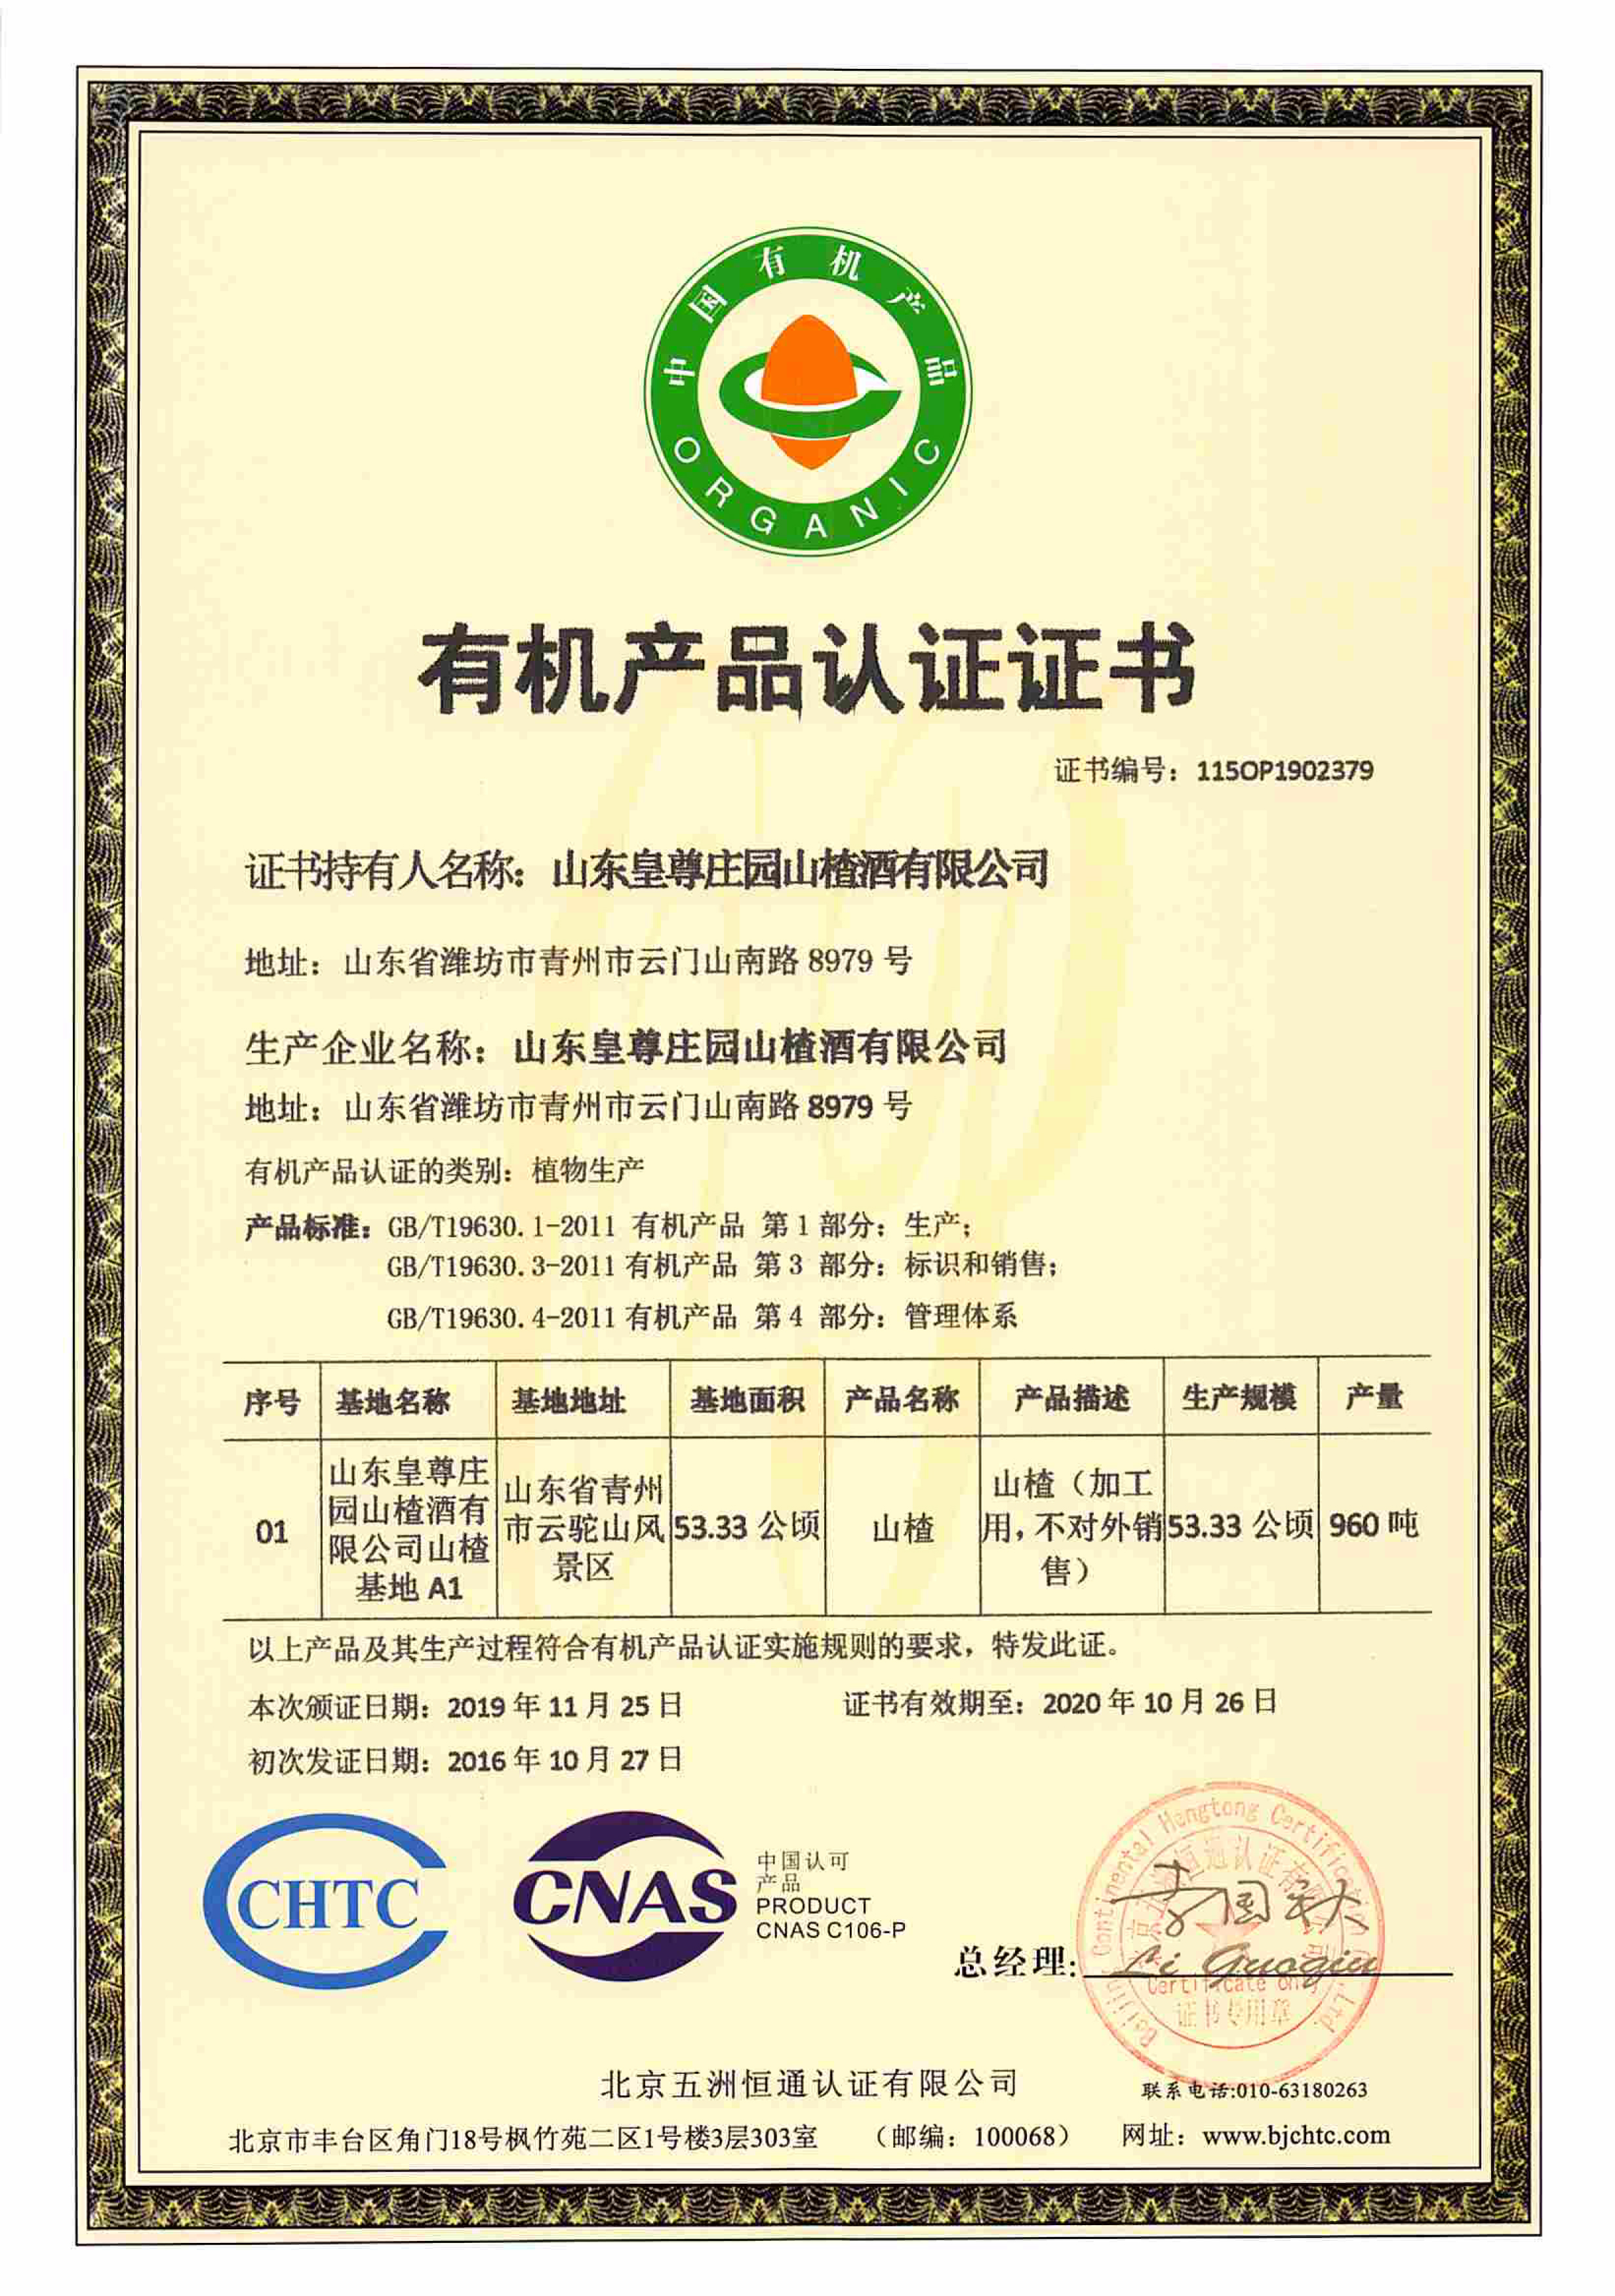 中国有机产品
ORGANIC
有机产品认证证书
证书编号：115OP1902379
证书持有人名称：山东皇尊庄园山楂酒有限公司
地址：山东省潍坊市青州市云门山南路 8979 号
生产企业名称：山东皇尊庄园山楂酒有限公司
地址：山东省潍坊市青州市云门山南路 8979 号
有机产品认证的类别：植物生产
产品标准：GB/T19630.1-2011 有机产品 第 1 部分：生产；
GB/T19630.3-2011 有机产品 第 3 部分：标识和销售；
GB/T19630.4-2011 有机产品 第 4 部分：管理体系
序号 基地名称 基地地址 基地面积 产品名称 产品描述 生产规模 产量
01 山东皇尊庄园山楂酒有限公司山楂基地 A1 山东省青州市云驼山风景区 53.33 公顷 山楂 山楂（加工用，不对外销售） 53.33 公顷 960 吨
以上产品及其生产过程符合有机产品认证实施规则的要求，特发此证。
本次颁证日期：2019 年 11 月 25 日 证书有效期至：2020 年 10 月 26 日
初次发证日期：2016 年 10 月 27 日
CHTC
CNAS
中国认可
产品
PRODUCT
CNAS C106-P
总经理:
Continental Hengtong Certification
Certificate only
证书专用章
北京五洲恒通认证有限公司 联系电话:010-63180263
北京市丰台区角门18号枫竹苑二区1号楼3层303室 （邮编：100068） 网址：www.bjchtc.com